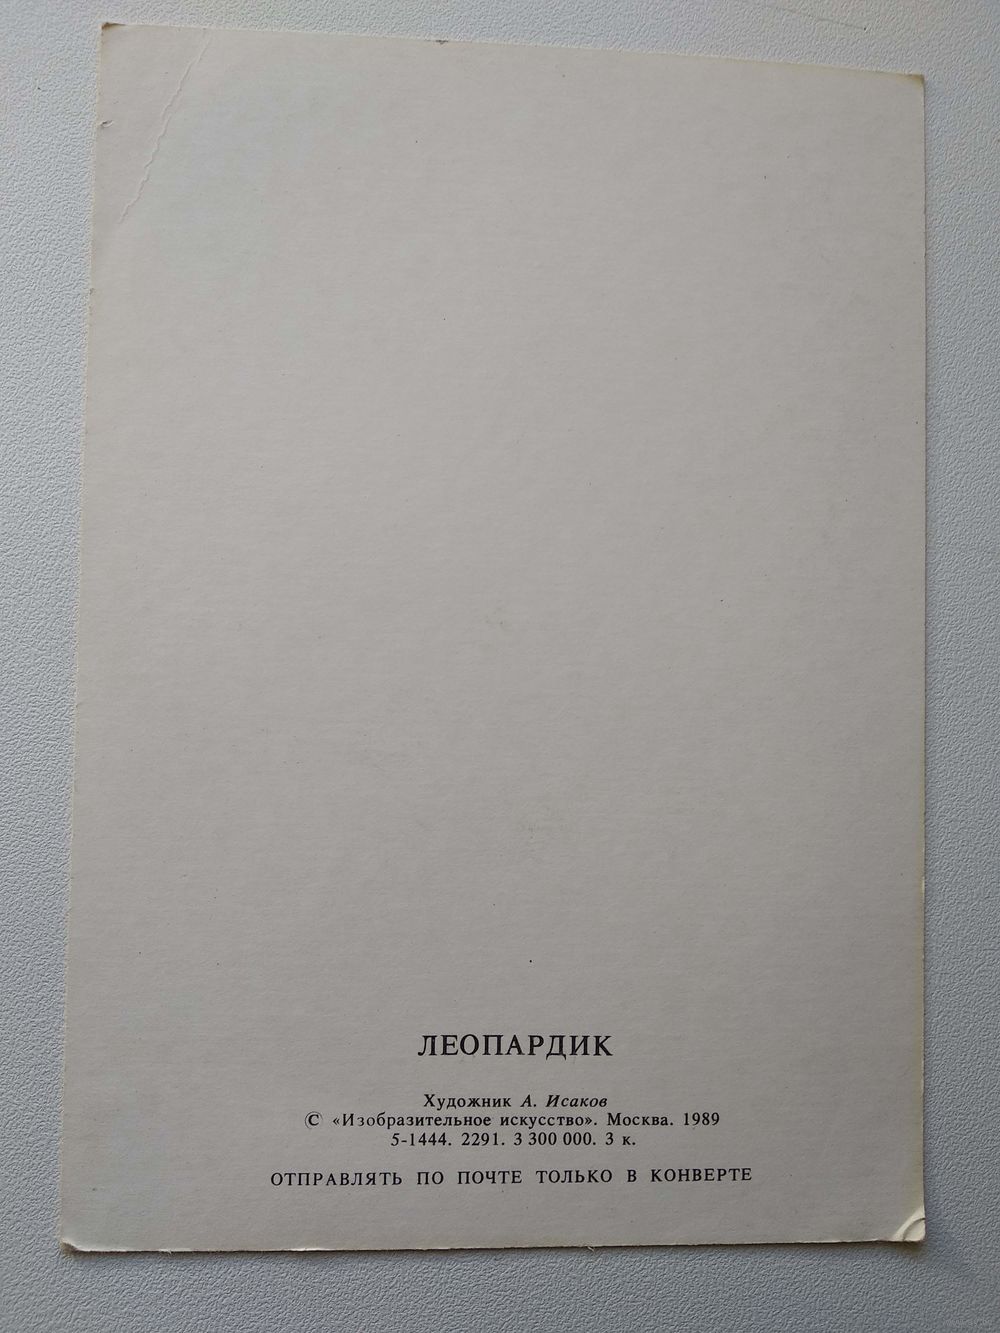 ЛЕОПАРДИК
Художник А. Исаков
© «Изобразительное искусство». Москва. 1989
5-1444. 2291. 3 300 000. 3 к.
ОТПРАВЛЯТЬ ПО ПОЧТЕ ТОЛЬКО В КОНВЕРТЕ